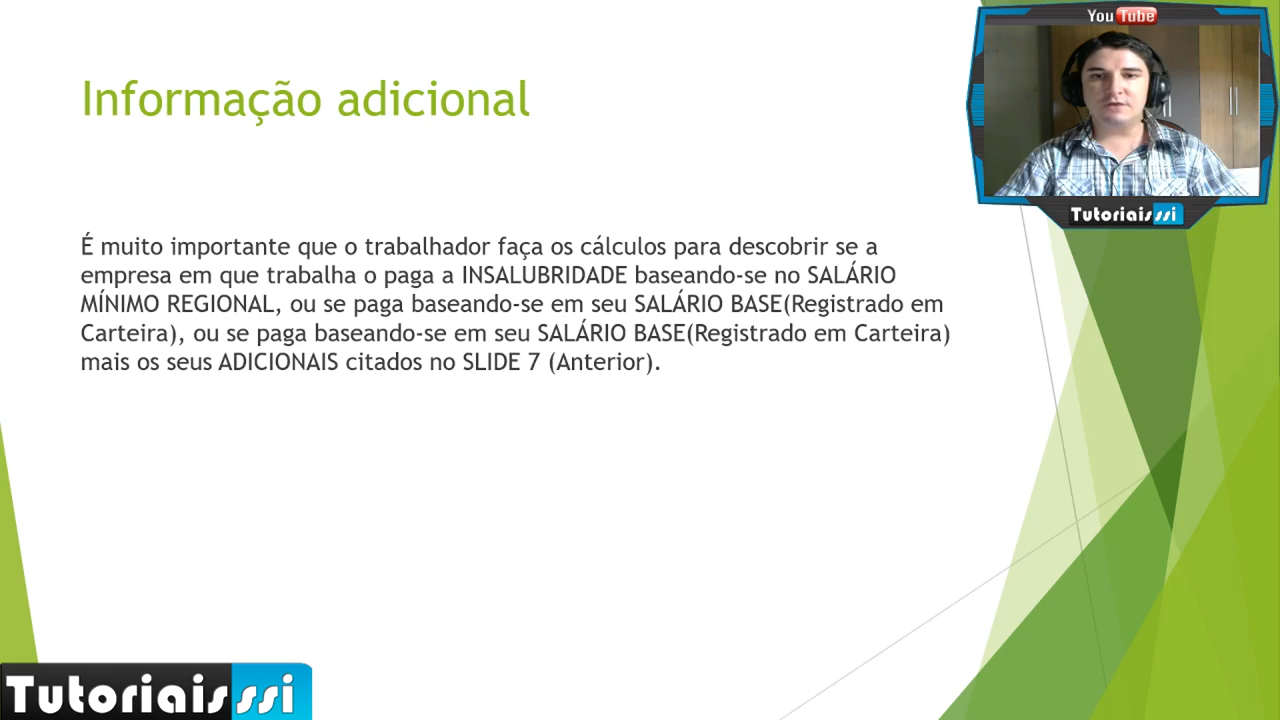 You Tube
Tutoriaisssi
Informação adicional
É muito importante que o trabalhador faça os cálculos para descobrir se a
empresa em que trabalha o paga a INSALUBRIDADE baseando-se no SALÁRIO
MÍNIMO REGIONAL, ou se paga baseando-se em seu SALÁRIO BASE(Registrado em
Carteira), ou se paga baseando-se em seu SALÁRIO BASE(Registrado em Carteira)
mais os seus ADICIONAIS citados no SLIDE 7 (Anterior).
Tutoriaisssi